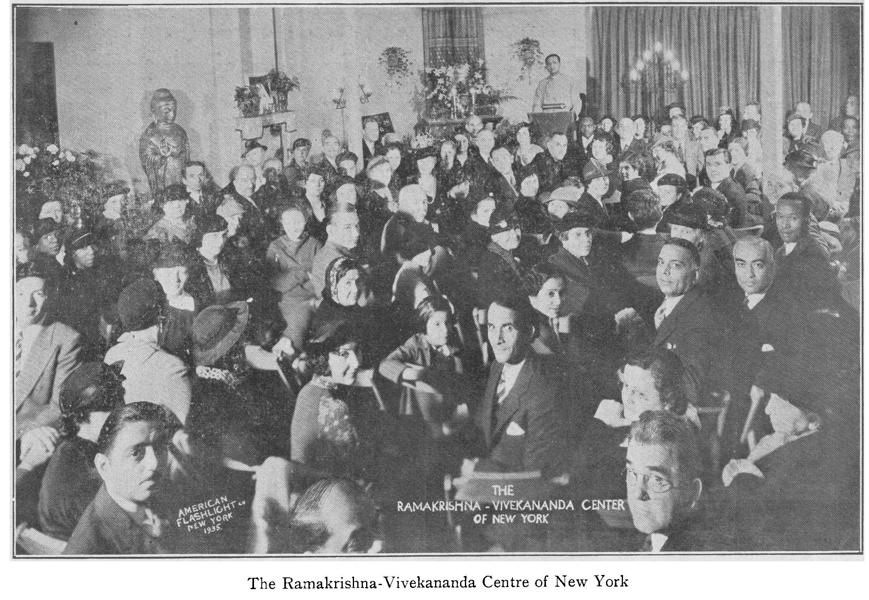 AMERICAN
FLASHLIGHT Co
NEW YORK
1935.
THE
RAMAKRISHNA - VIVEKANANDA CENTER
OF NEW YORK
The Ramakrishna-Vivekananda Centre of New York